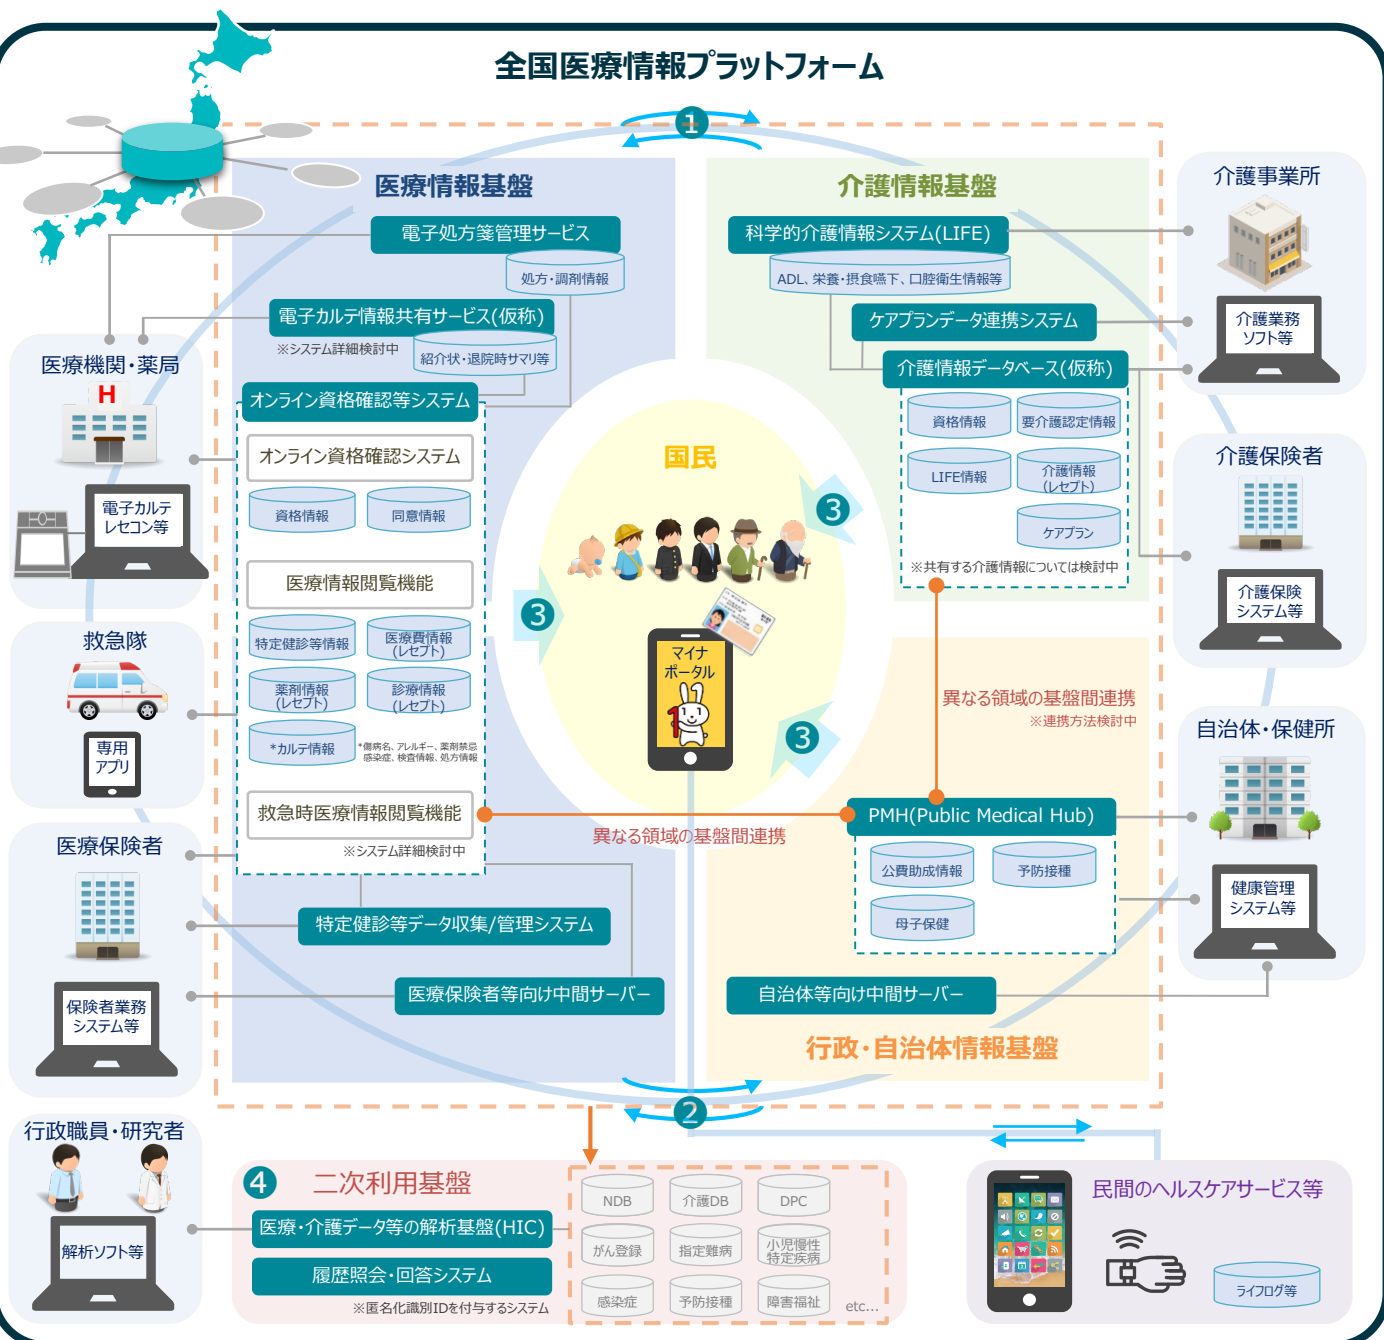 全国医療情報プラットフォーム
1
医療情報基盤
電子処方箋管理サービス
処方・調剤情報
電子カルテ情報共有サービス(仮称)
※システム詳細検討中
紹介状・退院時サマリ等
オンライン資格確認等システム
オンライン資格確認システム
資格情報
同意情報
医療情報閲覧機能
特定健診等情報
医療費情報
(レセプト)
薬剤情報
(レセプト)
診療情報
(レセプト)
*カルテ情報
*傷病名、アレルギー、薬剤禁忌
感染症、検査情報、処方情報
救急時医療情報閲覧機能
※システム詳細検討中
特定健診等データ収集/管理システム
医療保険者等向け中間サーバー
介護情報基盤
科学的介護情報システム(LIFE)
ADL、栄養・摂食嚥下、口腔衛生情報等
ケアプランデータ連携システム
介護情報データベース(仮称)
資格情報
要介護認定情報
LIFE情報
介護情報
(レセプト)
ケアプラン
※共有する介護情報については検討中
国民
3
3
3
マイナ
ポータル
1
異なる領域の基盤間連携
※連携方法検討中
異なる領域の基盤間連携
PMH(Public Medical Hub)
公費助成情報
予防接種
母子保健
自治体等向け中間サーバー
行政・自治体情報基盤
2
医療機関・薬局
H
電子カルテ
レセコン等
救急隊
専用
アプリ
医療保険者
保険者業務
システム等
行政職員・研究者
解析ソフト等
介護事業所
介護業務
ソフト等
介護保険者
介護保険
システム等
自治体・保健所
健康管理
システム等
4
二次利用基盤
医療・介護データ等の解析基盤(HIC)
履歴照会・回答システム
※匿名化識別IDを付与するシステム
NDB
介護DB
DPC
がん登録
指定難病
小児慢性
特定疾病
感染症
予防接種
障害福祉
etc...
民間のヘルスケアサービス等
ライフログ等